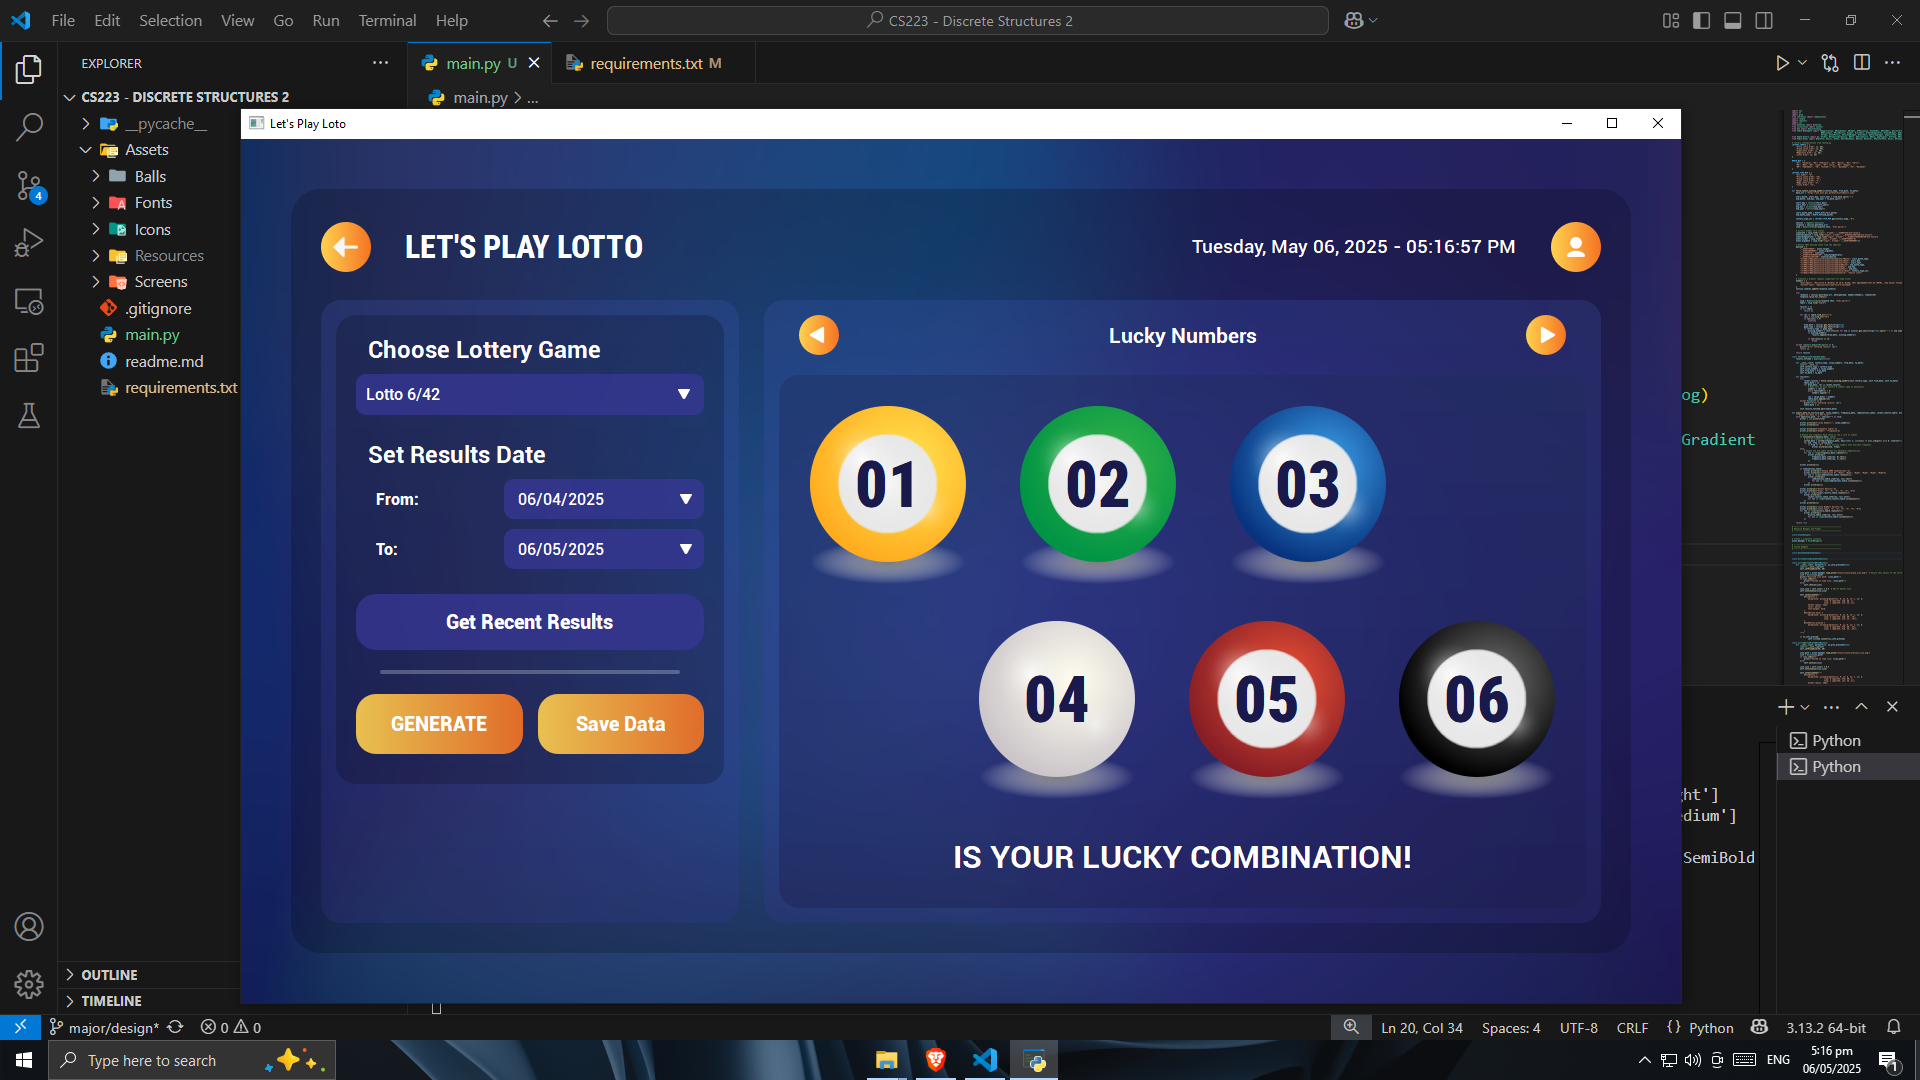 File Edit Selection View Go Run Terminal Help
CS223 - Discrete Structures 2
EXPLORER
main.py U
requirements.txt M
CS223 - DISCRETE STRUCTURES 2
main.py > ...
__pycache__
Assets
Balls
Fonts
Icons
Resources
Screens
.gitignore
main.py
readme.md
requirements.txt
4
Let's Play Loto
LET'S PLAY LOTTO
Tuesday, May 06, 2025 - 05:16:57 PM
Choose Lottery Game
Lotto 6/42
Set Results Date
From:
06/04/2025
To:
06/05/2025
Get Recent Results
GENERATE
Save Data
Lucky Numbers
01
02
03
04
05
06
IS YOUR LUCKY COMBINATION!
og)
Gradient
Python
Python
ght']
edium']
SemiBold
OUTLINE
TIMELINE
major/design*
0 0
Ln 20, Col 34
Spaces: 4
UTF-8
CRLF
{} Python
3.13.2 64-bit
Type here to search
ENG
5:16 pm
06/05/2025
1